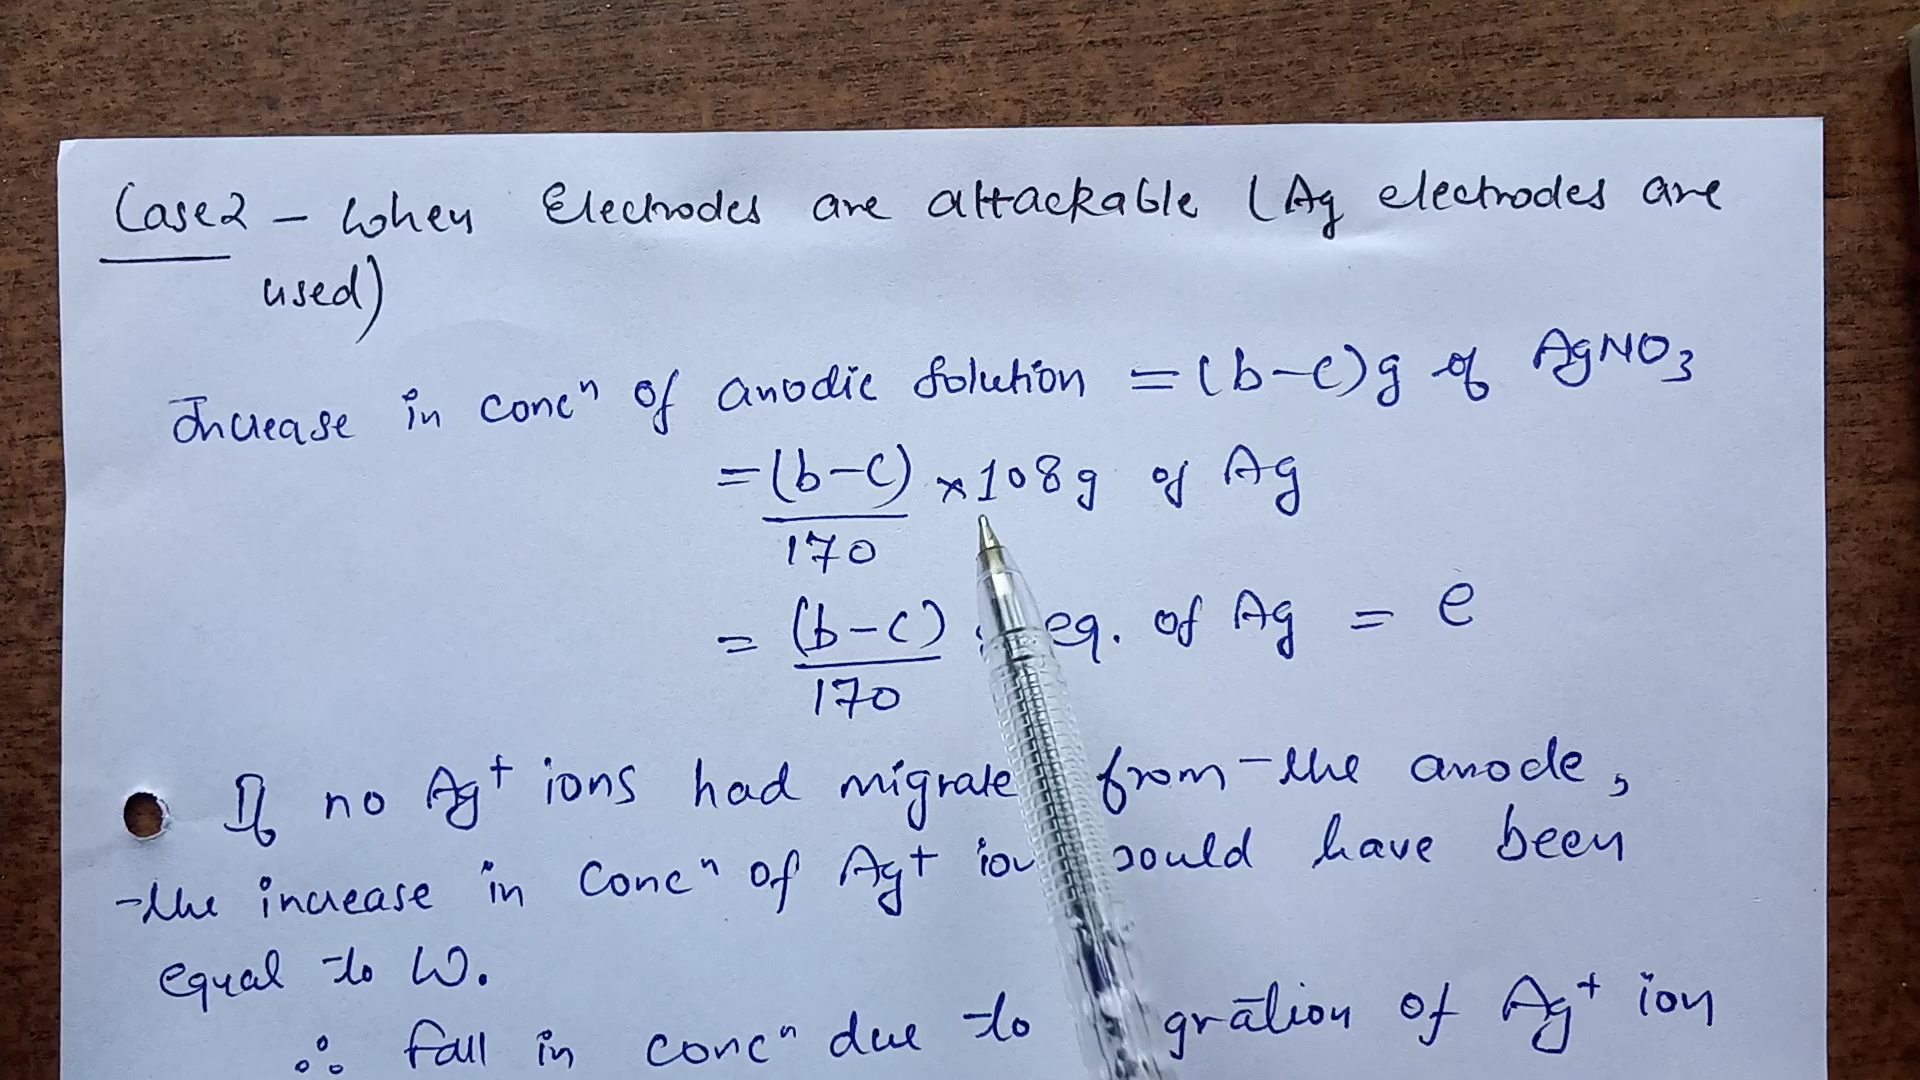 Case2 - When Electrodes are attackable (Ag electrodes are
used)
Increase in concⁿ of anodic solution = (b-c)g of AgNO₃
= (b-c)/170 × 108g of Ag
= (b-c)/170 eq. of Ag = e
If no Ag⁺ ions had migrate from the anode,
the increase in concⁿ of Ag⁺ would have been
equal to W.
∴ fall in concⁿ due to of Ag⁺ ion